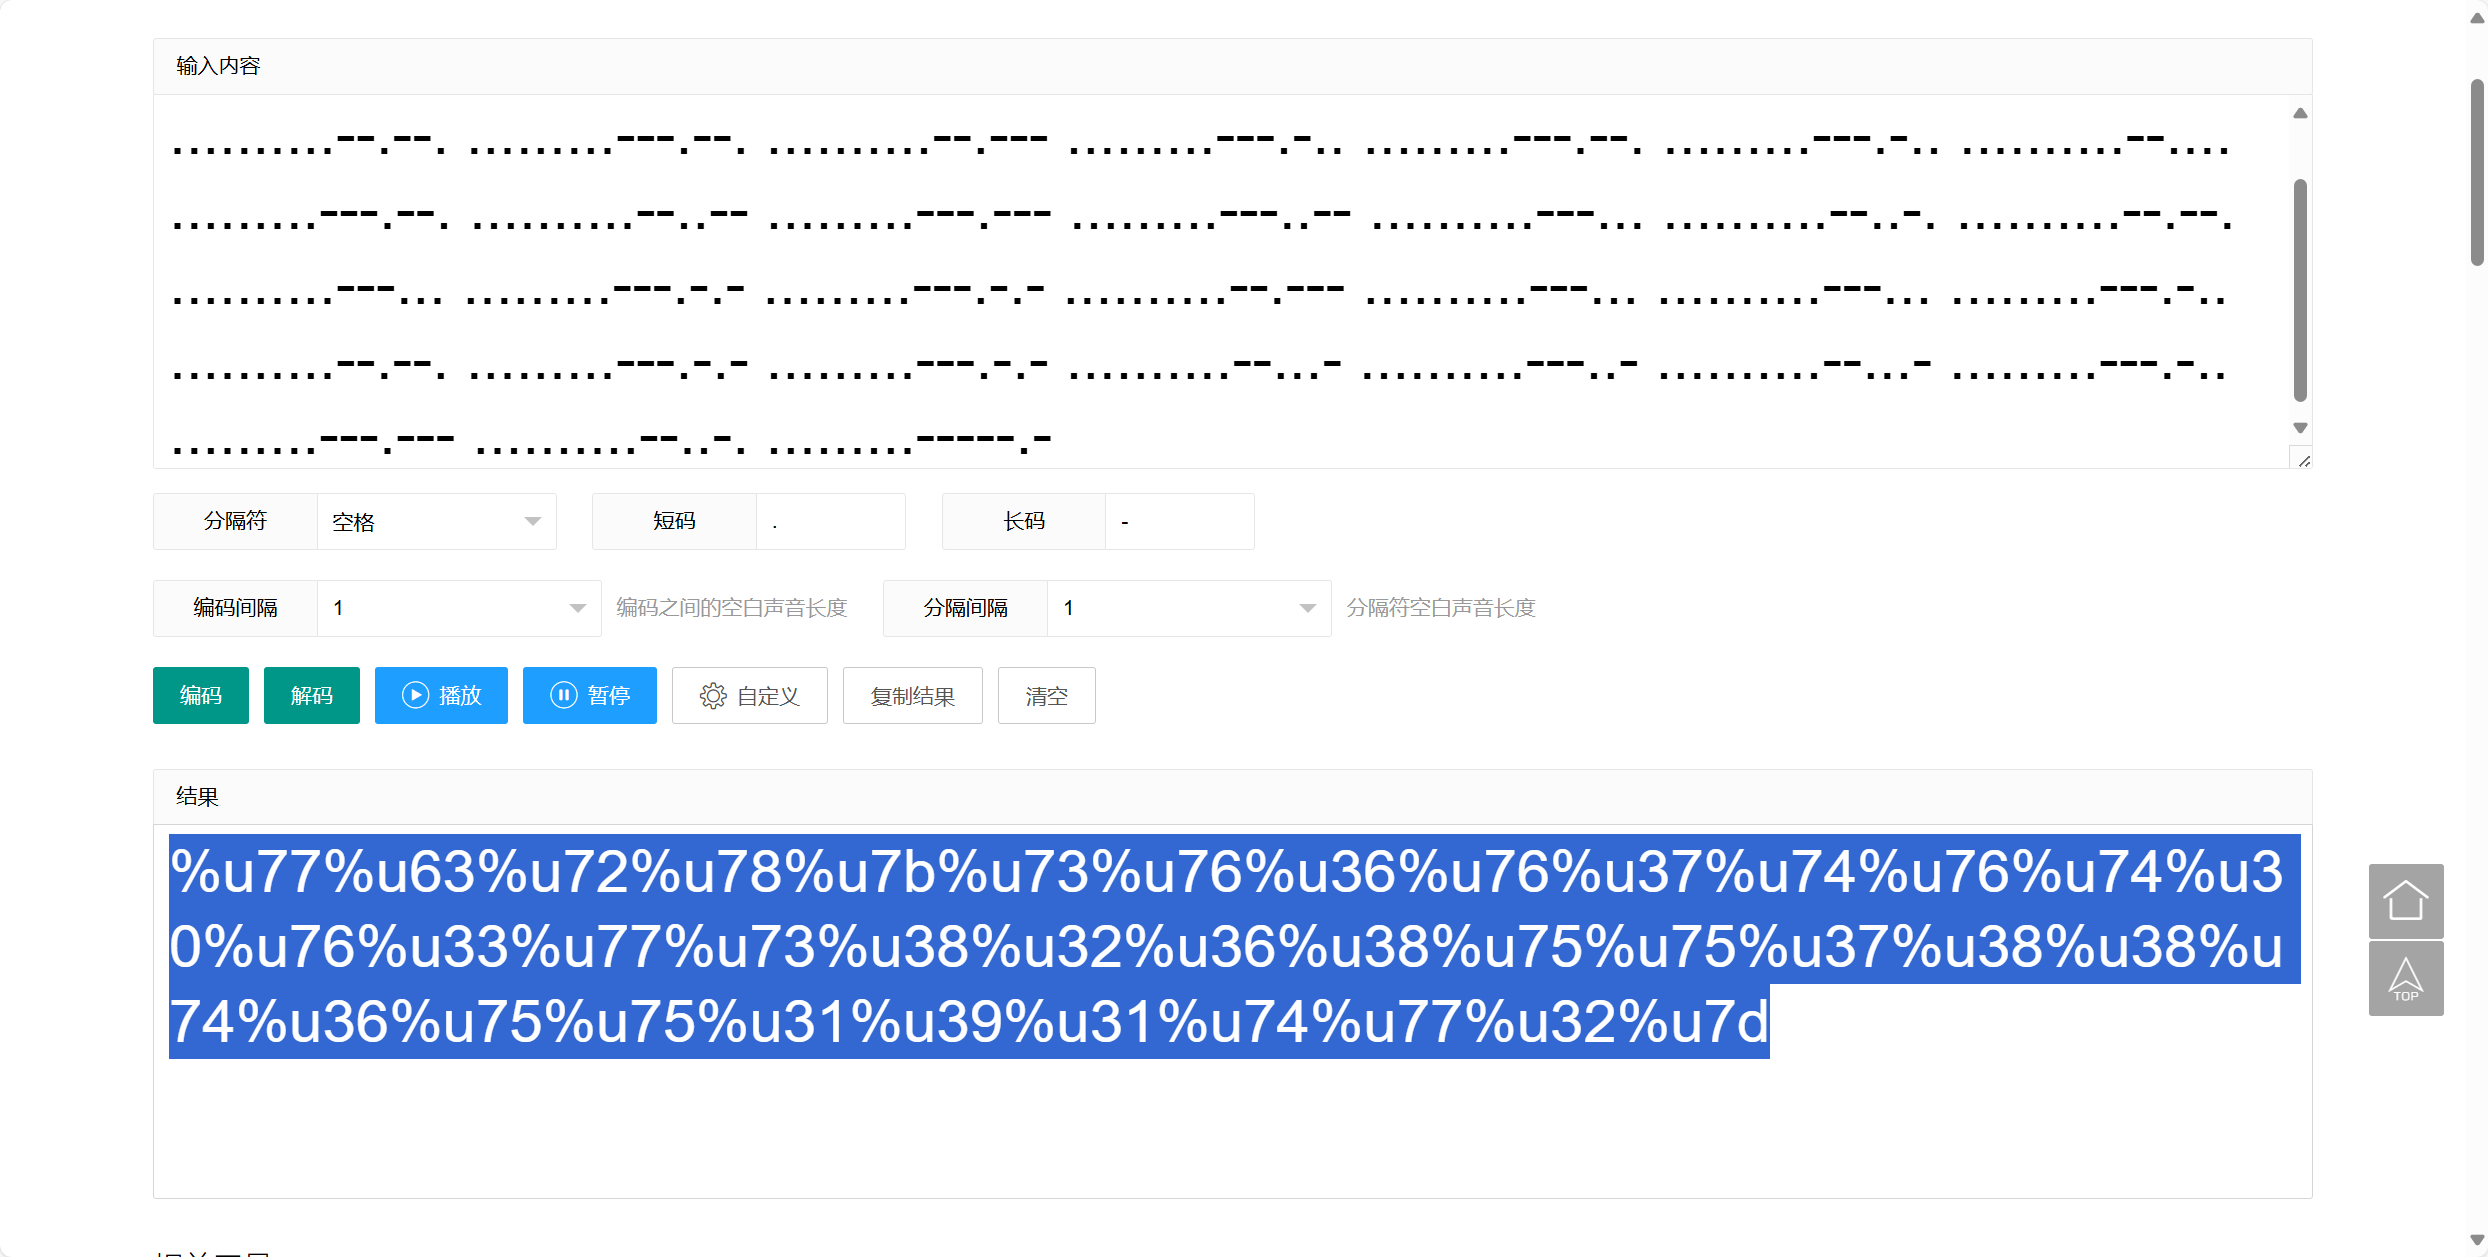 输入内容
..........--.--. .........---.--. ..........--.--- .........---.-.. .........---.--. .........---.-.. ..........--....
.........---.--. ..........--..-- .........---.--- .........---..-- ..........---... ..........--..-. ..........--.--.
..........---... .........---.-.- .........---.-.- ..........--.--- ..........---... ..........---... .........---.-..
..........--.--. .........---.-.- .........---.-.- ..........--...- ..........---..- ..........--...- .........---.-..
.........---.--- ..........--..-. .........-----.-
分隔符 空格 短码 . 长码 -
编码间隔 1 编码之间的空白声音长度 分隔间隔 1 分隔符空白声音长度
编码 解码 播放 暂停 自定义 复制结果 清空
结果
%u77%u63%u72%u78%u7b%u73%u76%u36%u76%u37%u74%u76%u74%u3
0%u76%u33%u77%u73%u38%u32%u36%u38%u75%u75%u37%u38%u38%u
74%u36%u75%u75%u31%u39%u31%u74%u77%u32%u7d
TOP